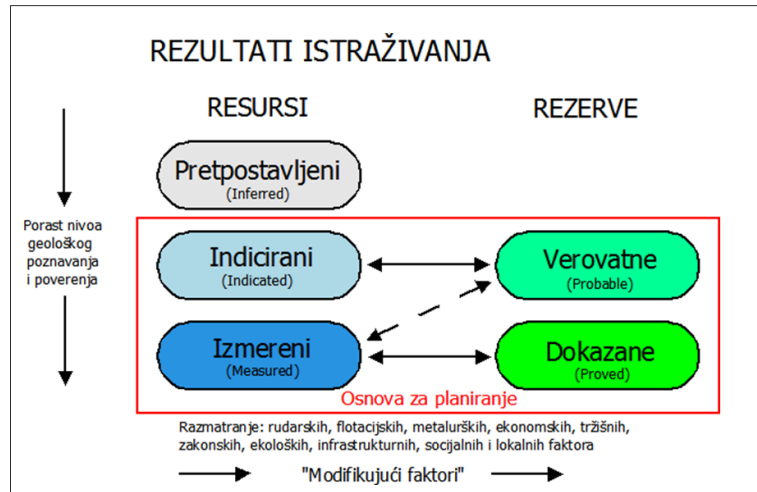 REZULTATI ISTRAŽIVANJA
RESURSI
REZERVE
Pretpostavljeni
(Inferred)
Porast nivoa
geološkog
poznavanja
i poverenja
Indicirani
(Indicated)
Verovatne
(Probable)
Izmereni
(Measured)
Dokazane
(Proved)
Osnova za planiranje
Razmatranje: rudarskih, flotacijskih, metalurških, ekonomskih, tržišnih,
zakonskih, ekoloških, infrastrukturnih, socijalnih i lokalnih faktora
"Modifikujući faktori"